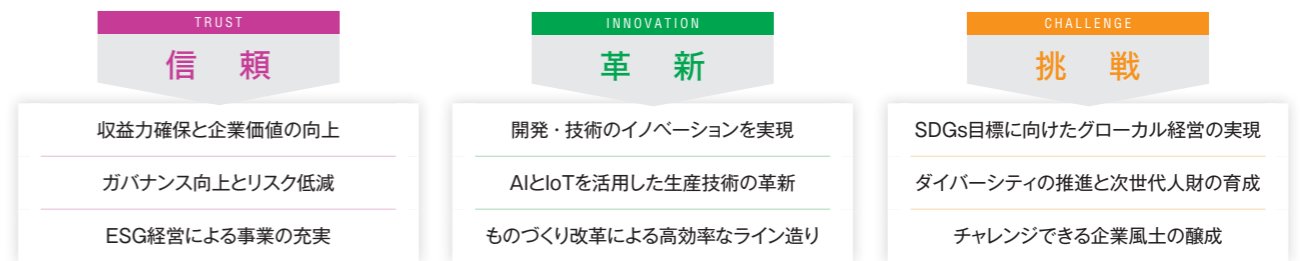 TRUST
信 頼
収益力確保と企業価値の向上
ガバナンス向上とリスク低減
ESG経営による事業の充実
INNOVATION
革 新
開発・技術のイノベーションを実現
AIとIoTを活用した生産技術の革新
ものづくり改革による高効率なライン造り
CHALLENGE
挑 戦
SDGs目標に向けたグローカル経営の実現
ダイバーシティの推進と次世代人財の育成
チャレンジできる企業風土の醸成